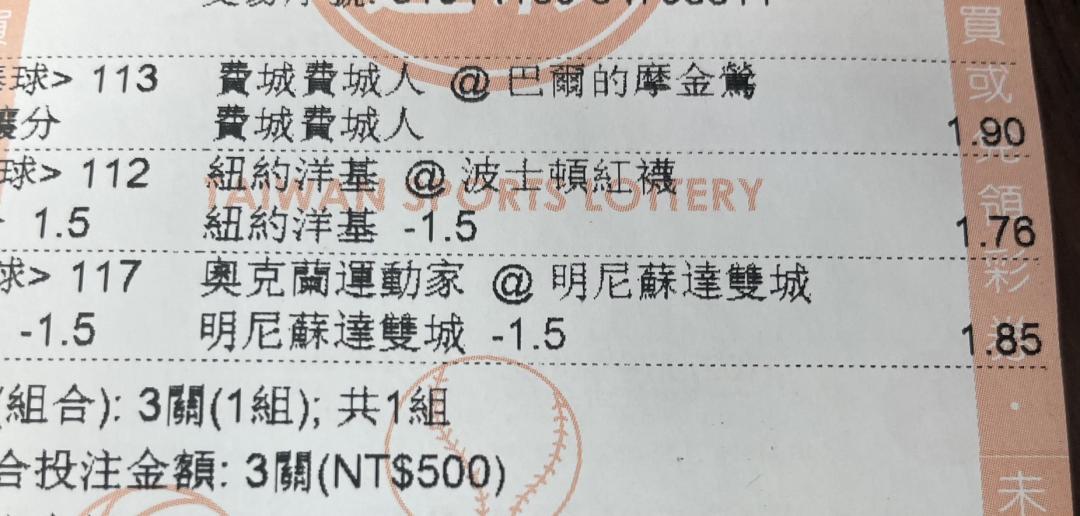 球> 113 費城費城人 @ 巴爾的摩金鶯
讓分 費城費城人 1.90
球> 112 紐約洋基 @ 波士頓紅襪
TAIWAN SPORTS LOTTERY
1.5 紐約洋基 -1.5 1.76
球> 117 奧克蘭運動家 @ 明尼蘇達雙城
-1.5 明尼蘇達雙城 -1.5 1.85
(組合): 3關(1組); 共1組
合投注金額: 3關(NT$500)
買或 領彩券·未